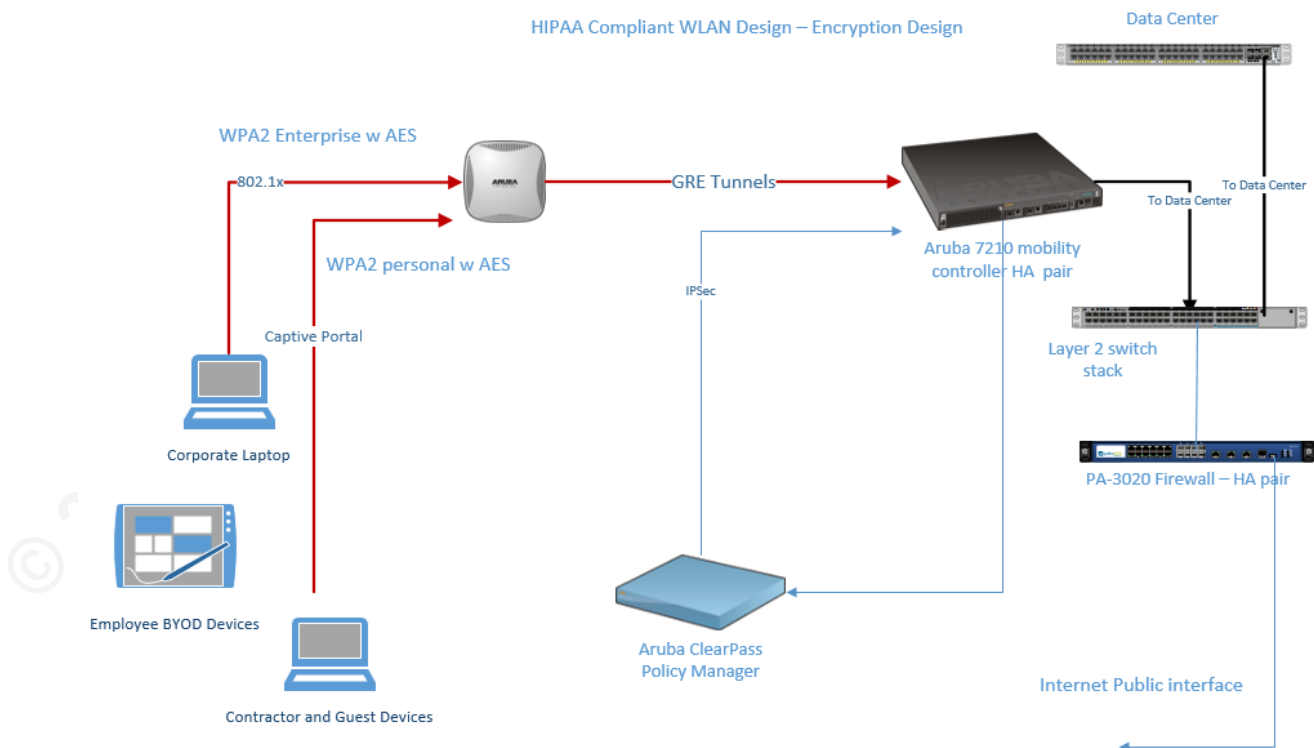 HIPAA Compliant WLAN Design – Encryption Design
Data Center
WPA2 Enterprise w AES
802.1x
ARUBA
GRE Tunnels
To Data Center
To Data Center
WPA2 personal w AES
Aruba 7210 mobility
controller HA pair
IPSec
Captive Portal
Layer 2 switch
stack
Corporate Laptop
PA-3020 Firewall – HA pair
Employee BYOD Devices
Aruba ClearPass
Policy Manager
Internet Public interface
Contractor and Guest Devices
©